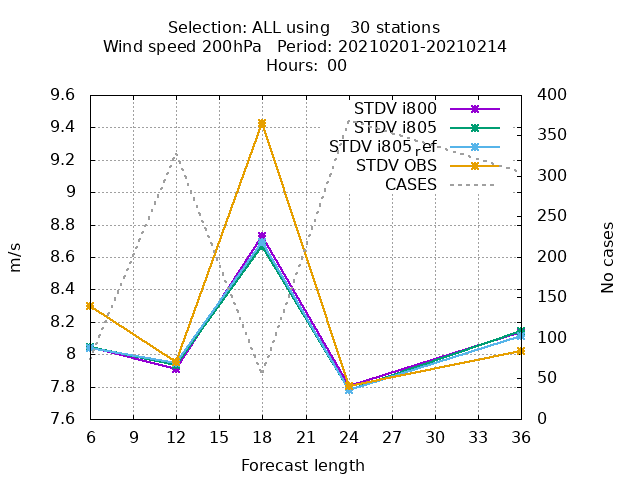 Selection: ALL using    30 stations
Wind speed 200hPa   Period: 20210201-20210214
Hours:  00
STDV i800
STDV i805
STDV i805ref
STDV OBS
CASES
9.6
9.4
9.2
9
8.8
8.6
8.4
8.2
8
7.8
7.6
m/s
400
350
300
250
200
150
100
50
0
No cases
6 9 12 15 18 21 24 27 30 33 36
Forecast length